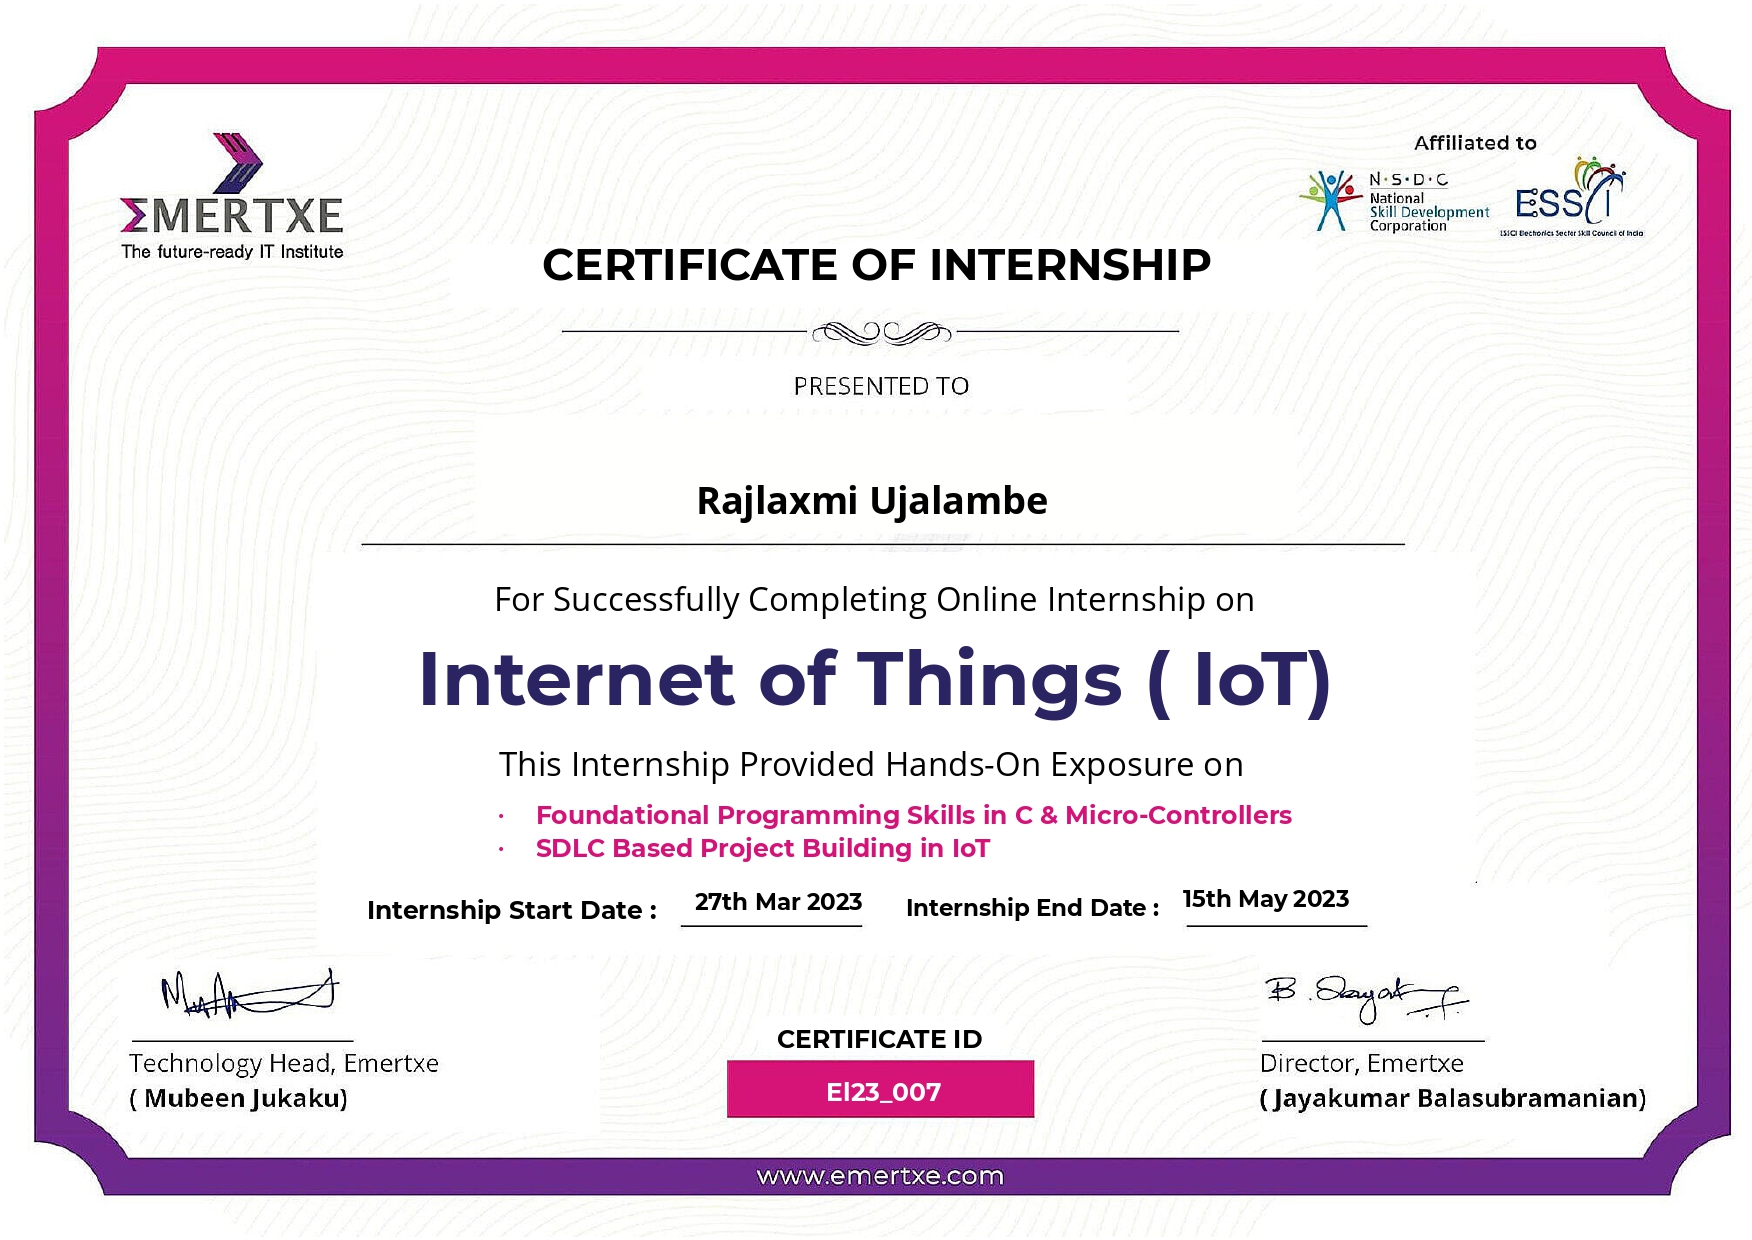 EMERTXE
The future-ready IT Institute
Affiliated to
N·S·D·C
National
Skill Development
Corporation
ESSCI
ESSCI Electronics Sector Skill Council of India
CERTIFICATE OF INTERNSHIP
PRESENTED TO
Rajlaxmi Ujalambe
For Successfully Completing Online Internship on
Internet of Things ( IoT)
This Internship Provided Hands-On Exposure on
· Foundational Programming Skills in C & Micro-Controllers
· SDLC Based Project Building in IoT
Internship Start Date : 27th Mar 2023 Internship End Date : 15th May 2023
Technology Head, Emertxe
( Mubeen Jukaku)
CERTIFICATE ID
EI23_007
Director, Emertxe
( Jayakumar Balasubramanian)
www.emertxe.com